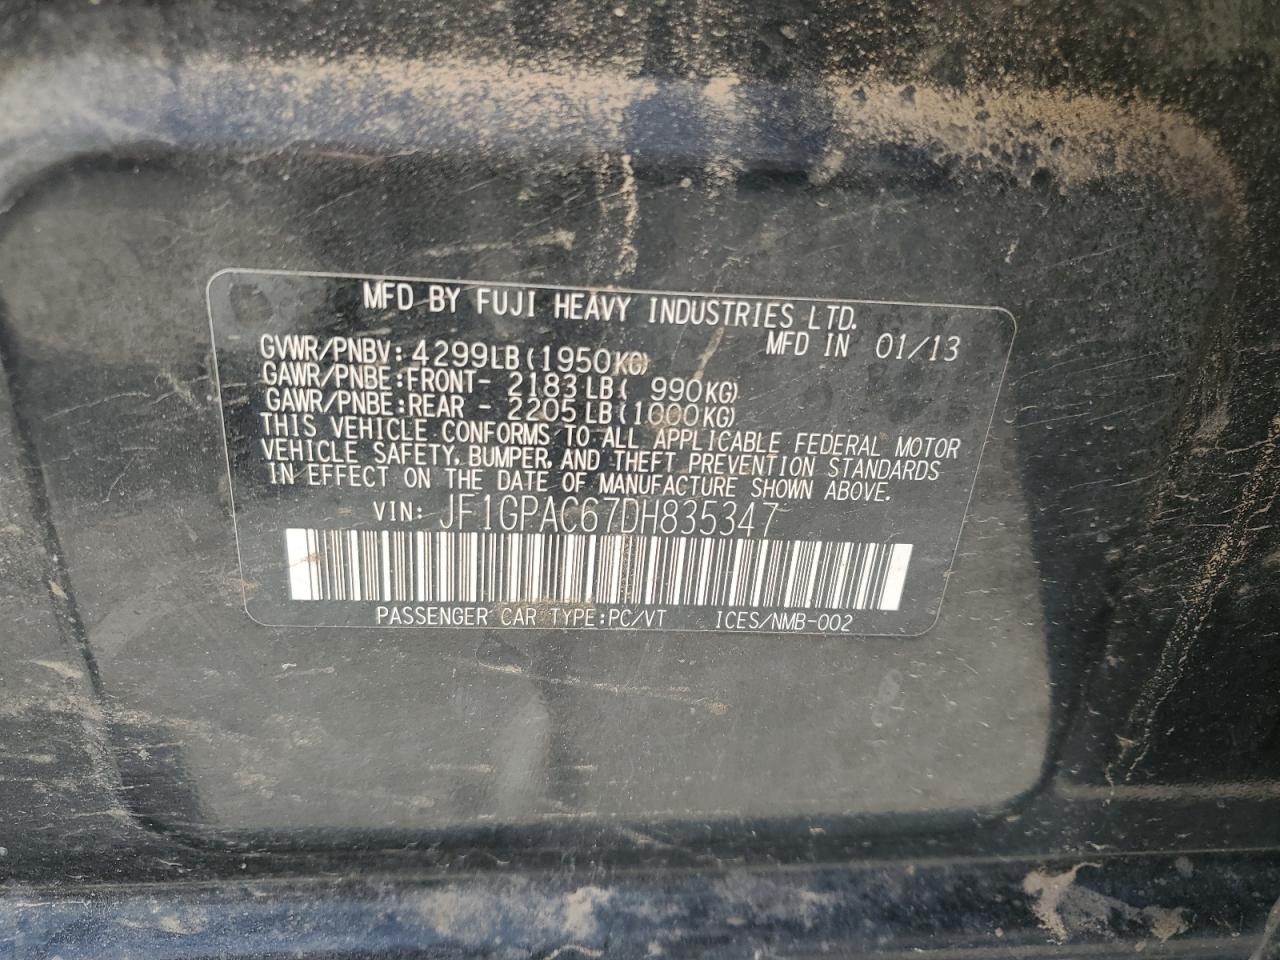 MFD BY FUJI HEAVY INDUSTRIES LTD.
MFD IN 01/13
GVWR/PNBV: 4299LB(1950KG)
GAWR/PNBE:FRONT- 2183LB( 990KG)
GAWR/PNBE:REAR - 2205LB(1000KG)
THIS VEHICLE CONFORMS TO ALL APPLICABLE FEDERAL MOTOR
VEHICLE SAFETY, BUMPER, AND THEFT PREVENTION STANDARDS
IN EFFECT ON THE DATE OF MANUFACTURE SHOWN ABOVE.
VIN: JF1GPAC67DH835347
PASSENGER CAR TYPE:PC/VT ICES/NMB-002